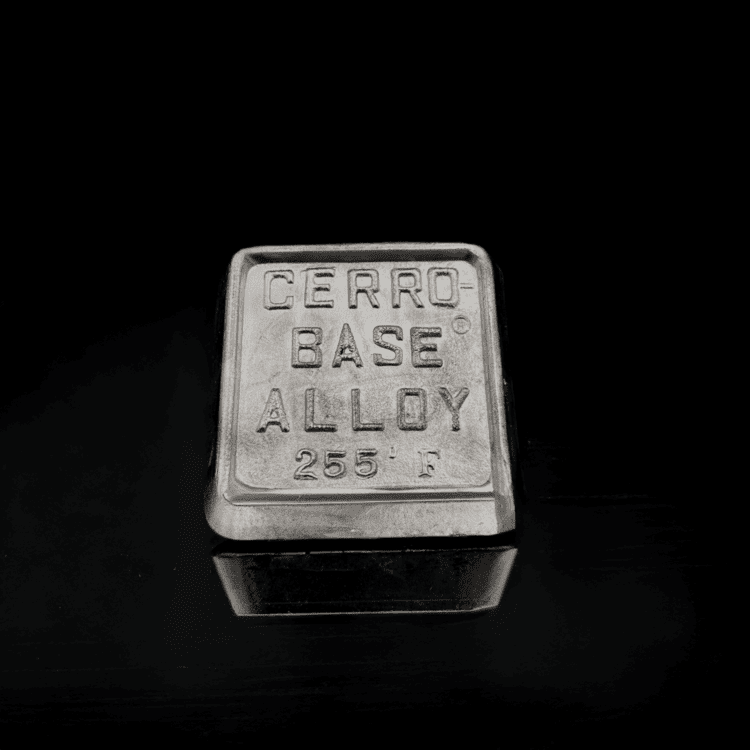 CERRO-
BASE®
ALLOY
255° F